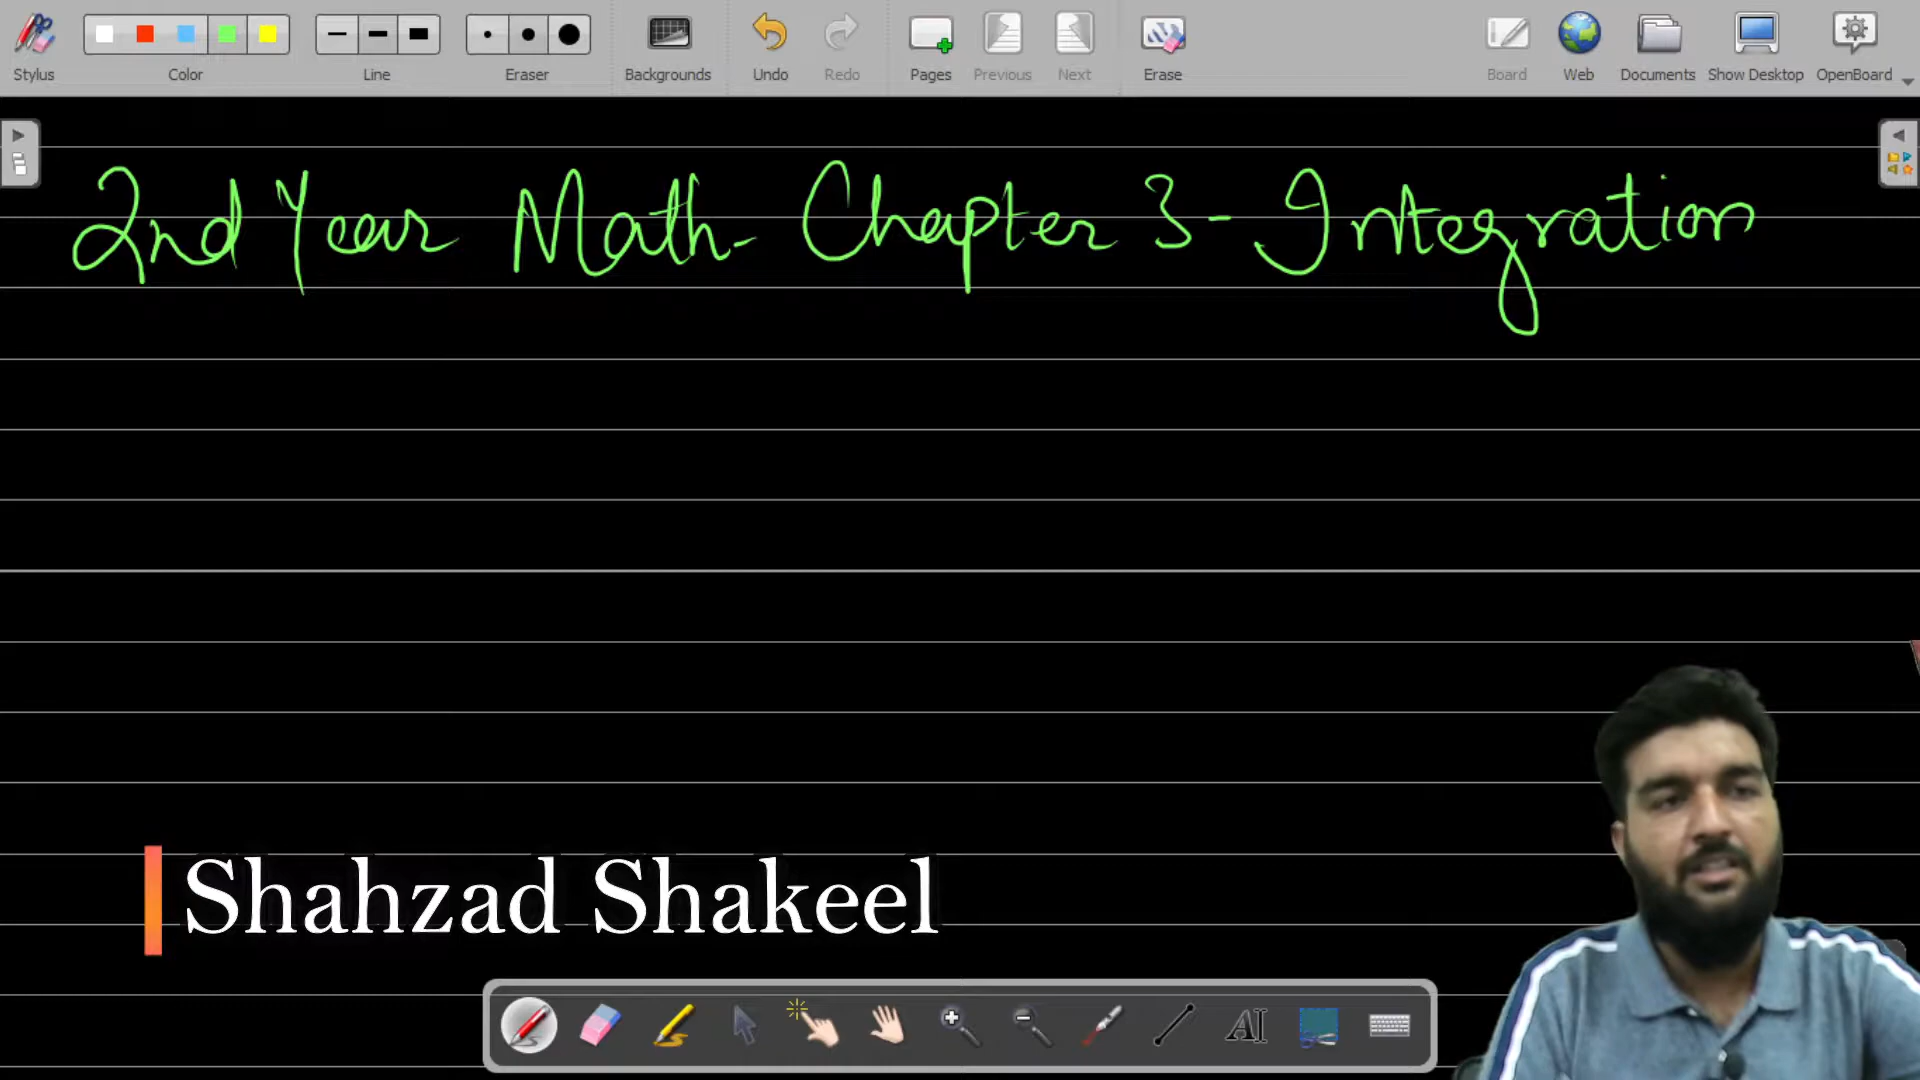 Stylus
Color
Line
Eraser
Backgrounds
Undo
Redo
Pages
Previous
Next
Erase
Board
Web
Documents
Show Desktop
OpenBoard
2nd Year Math- Chapter 3- Integration
Shahzad Shakeel
AI